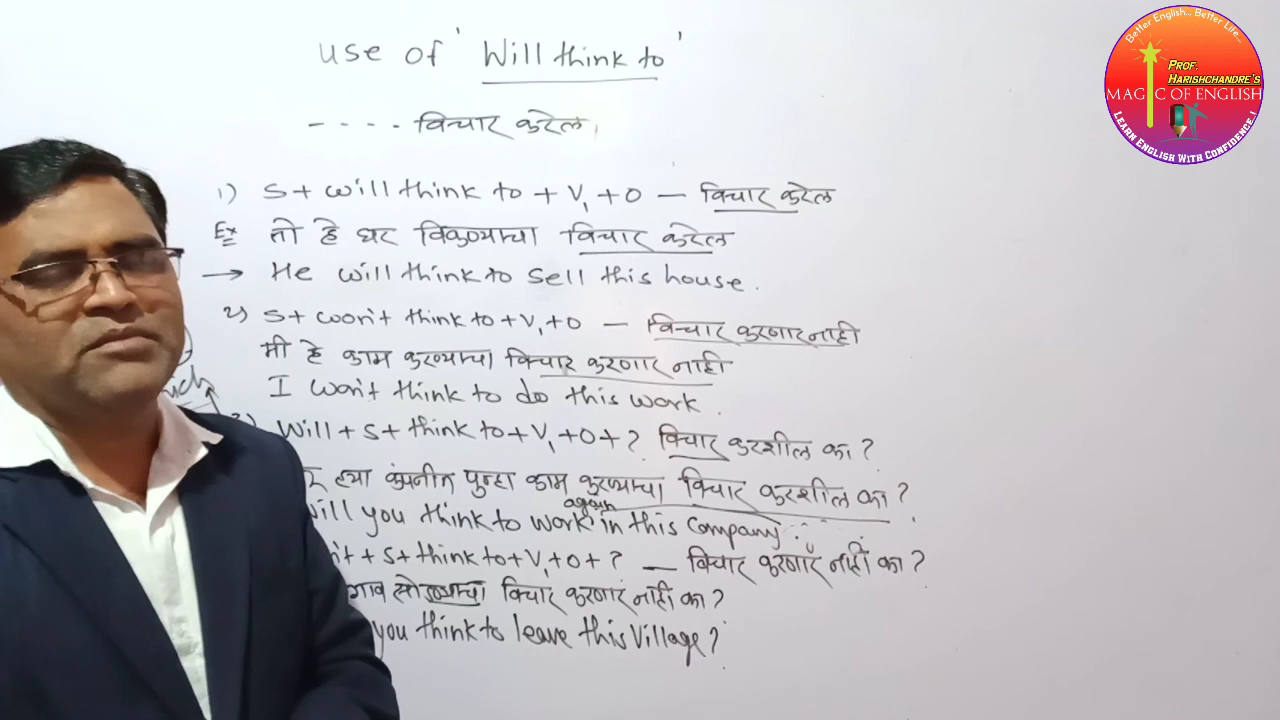 use of 'Will think to'
---- विचार करेल,
१) S+ will think to + V₁ + O — विचार करेल
Ex तो हे घर विकण्याचा विचार करेल
→ He will think to sell this house.
२) S+ won't think to + V₁ + O — विचार करणार नाही
मी हे काम करण्याचा विचार करणार नाही
I won't think to do this work.
Will + S + think to + V₁ + O + ? विचार करशील का?
ह्या कंपनीत पुन्हा काम करण्याचा विचार करशील का?
again
will you think to work in this company..
n't + S + think to + V₁ + O + ? — विचार करणार नाही का?
गाव सोडण्याचा विचार करणार नाही का?
you think to leave this Village?
Better English... Better Life...
PROF. HARISHCHANDRE'S
MAGIC OF ENGLISH
LEARN ENGLISH WITH CONFIDENCE.!